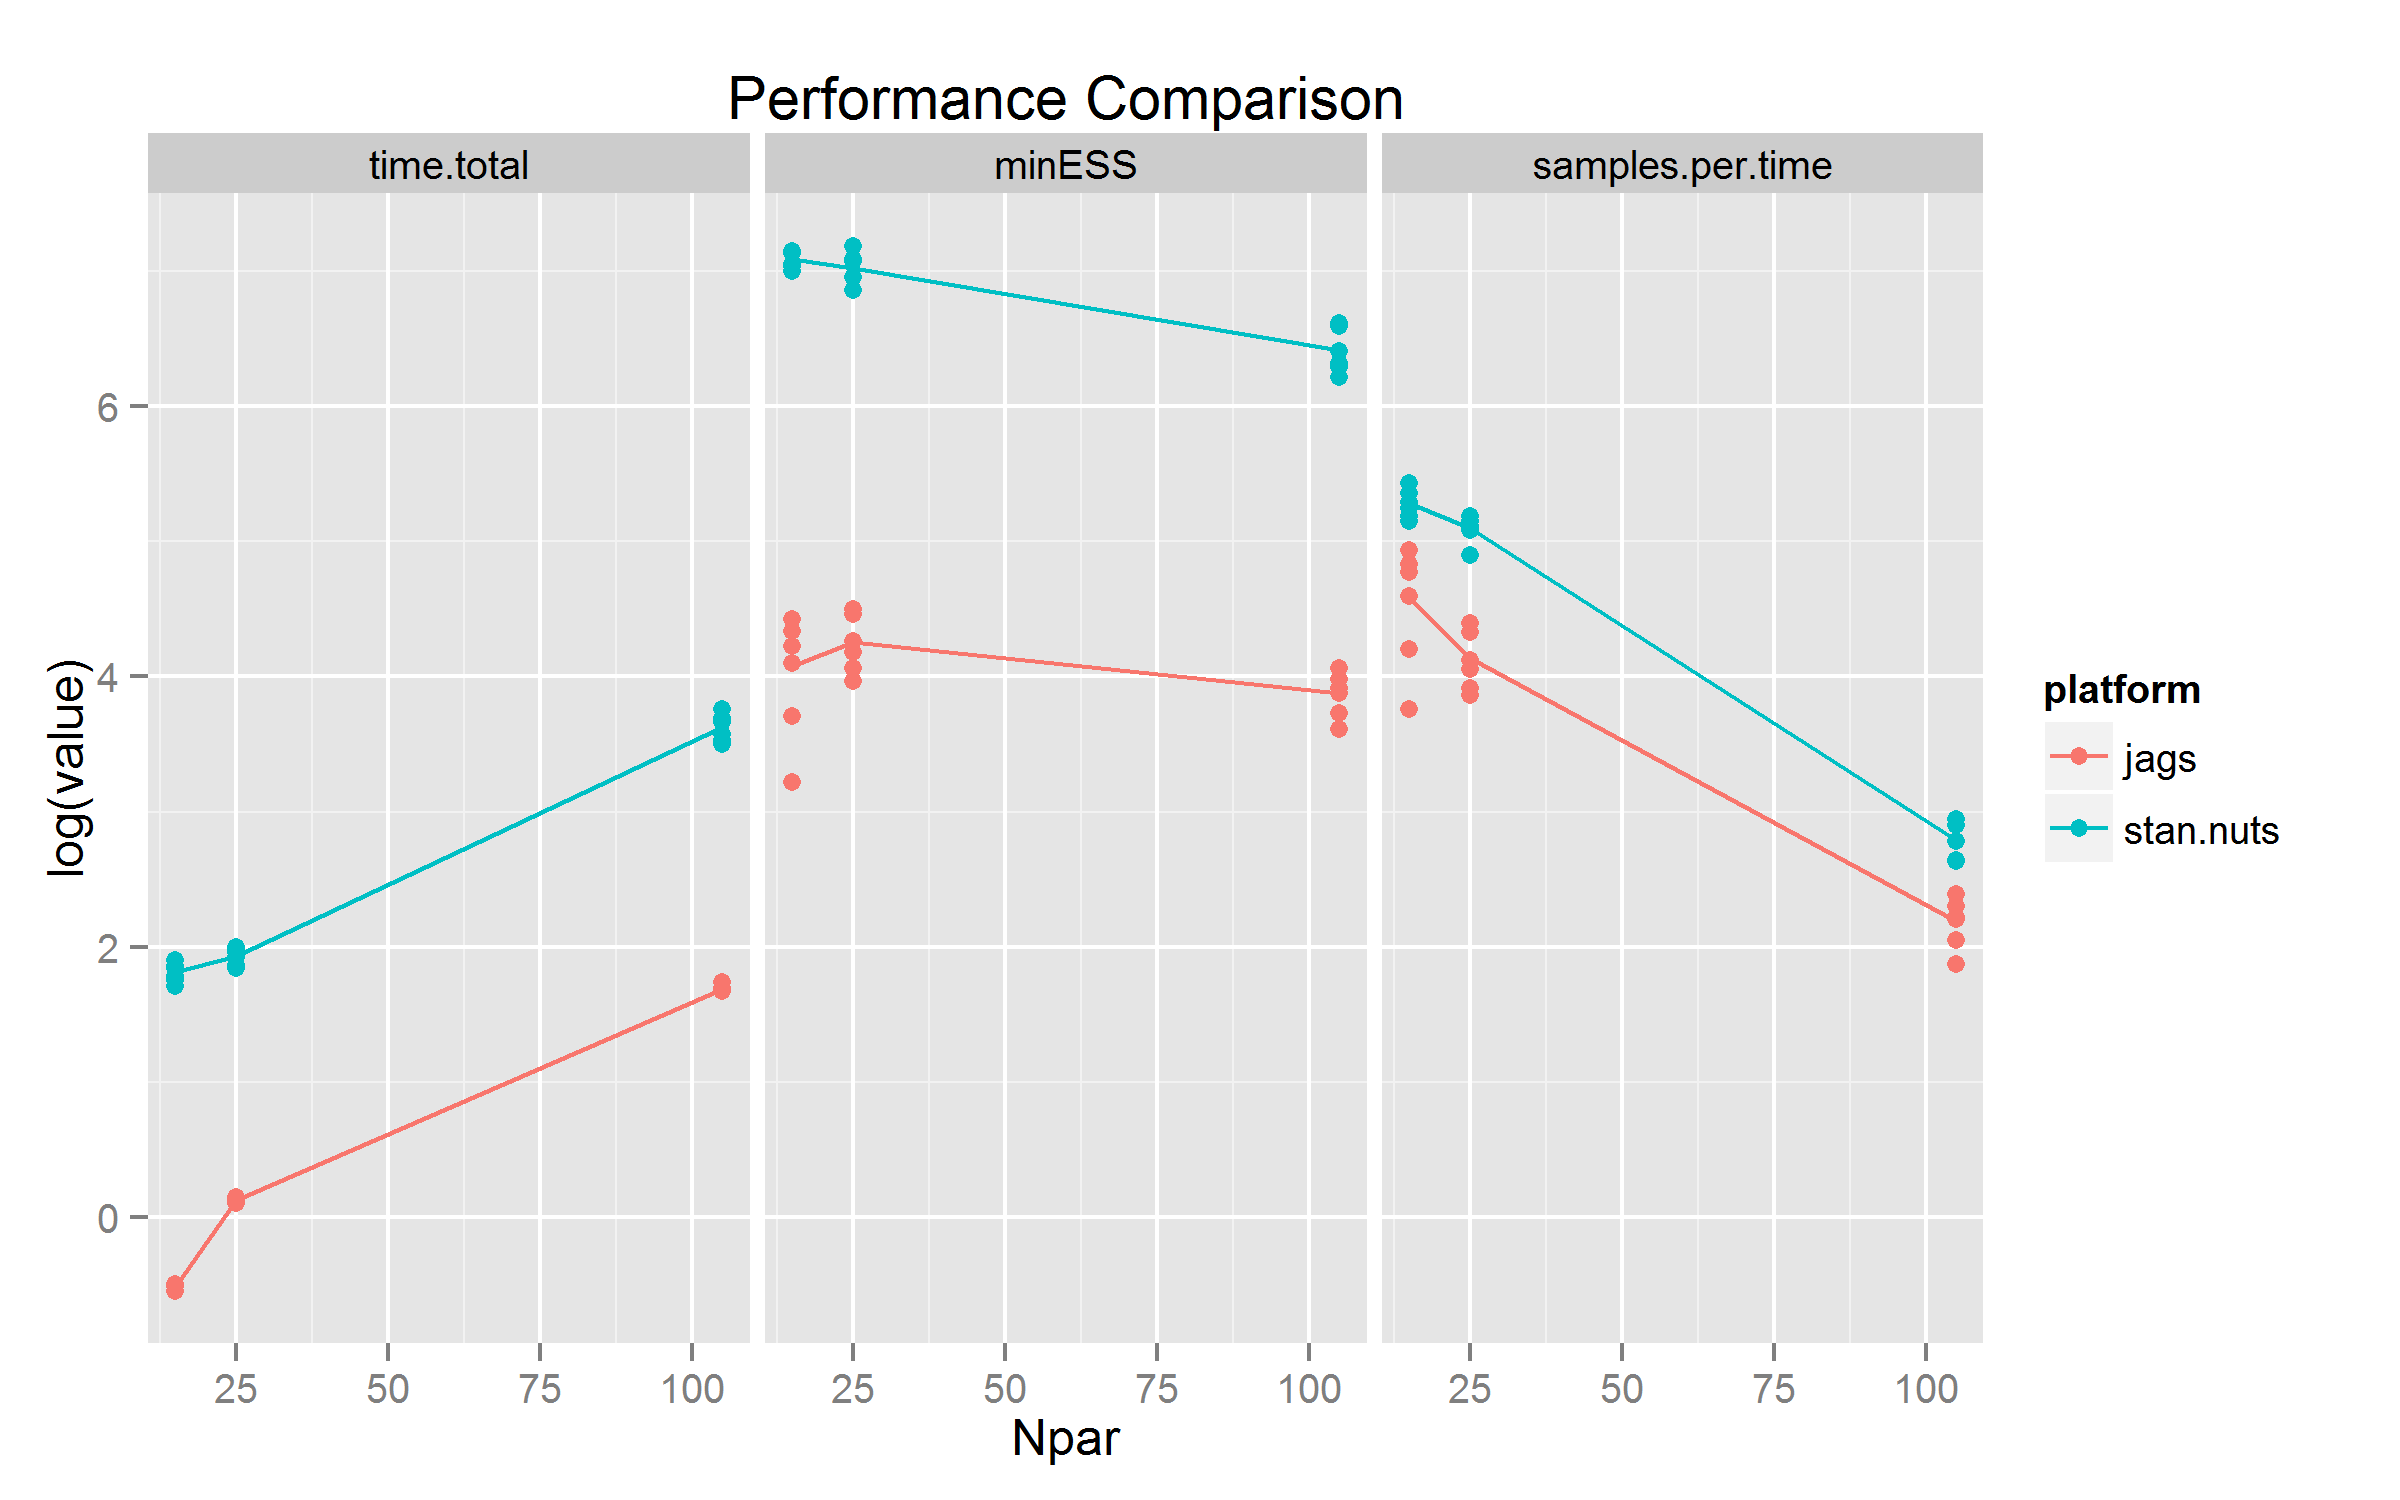 Performance Comparison
time.total
minESS
samples.per.time
6
4
2
0
log(value)
25 50 75 100
25 50 75 100
25 50 75 100
Npar
platform
jags
stan.nuts